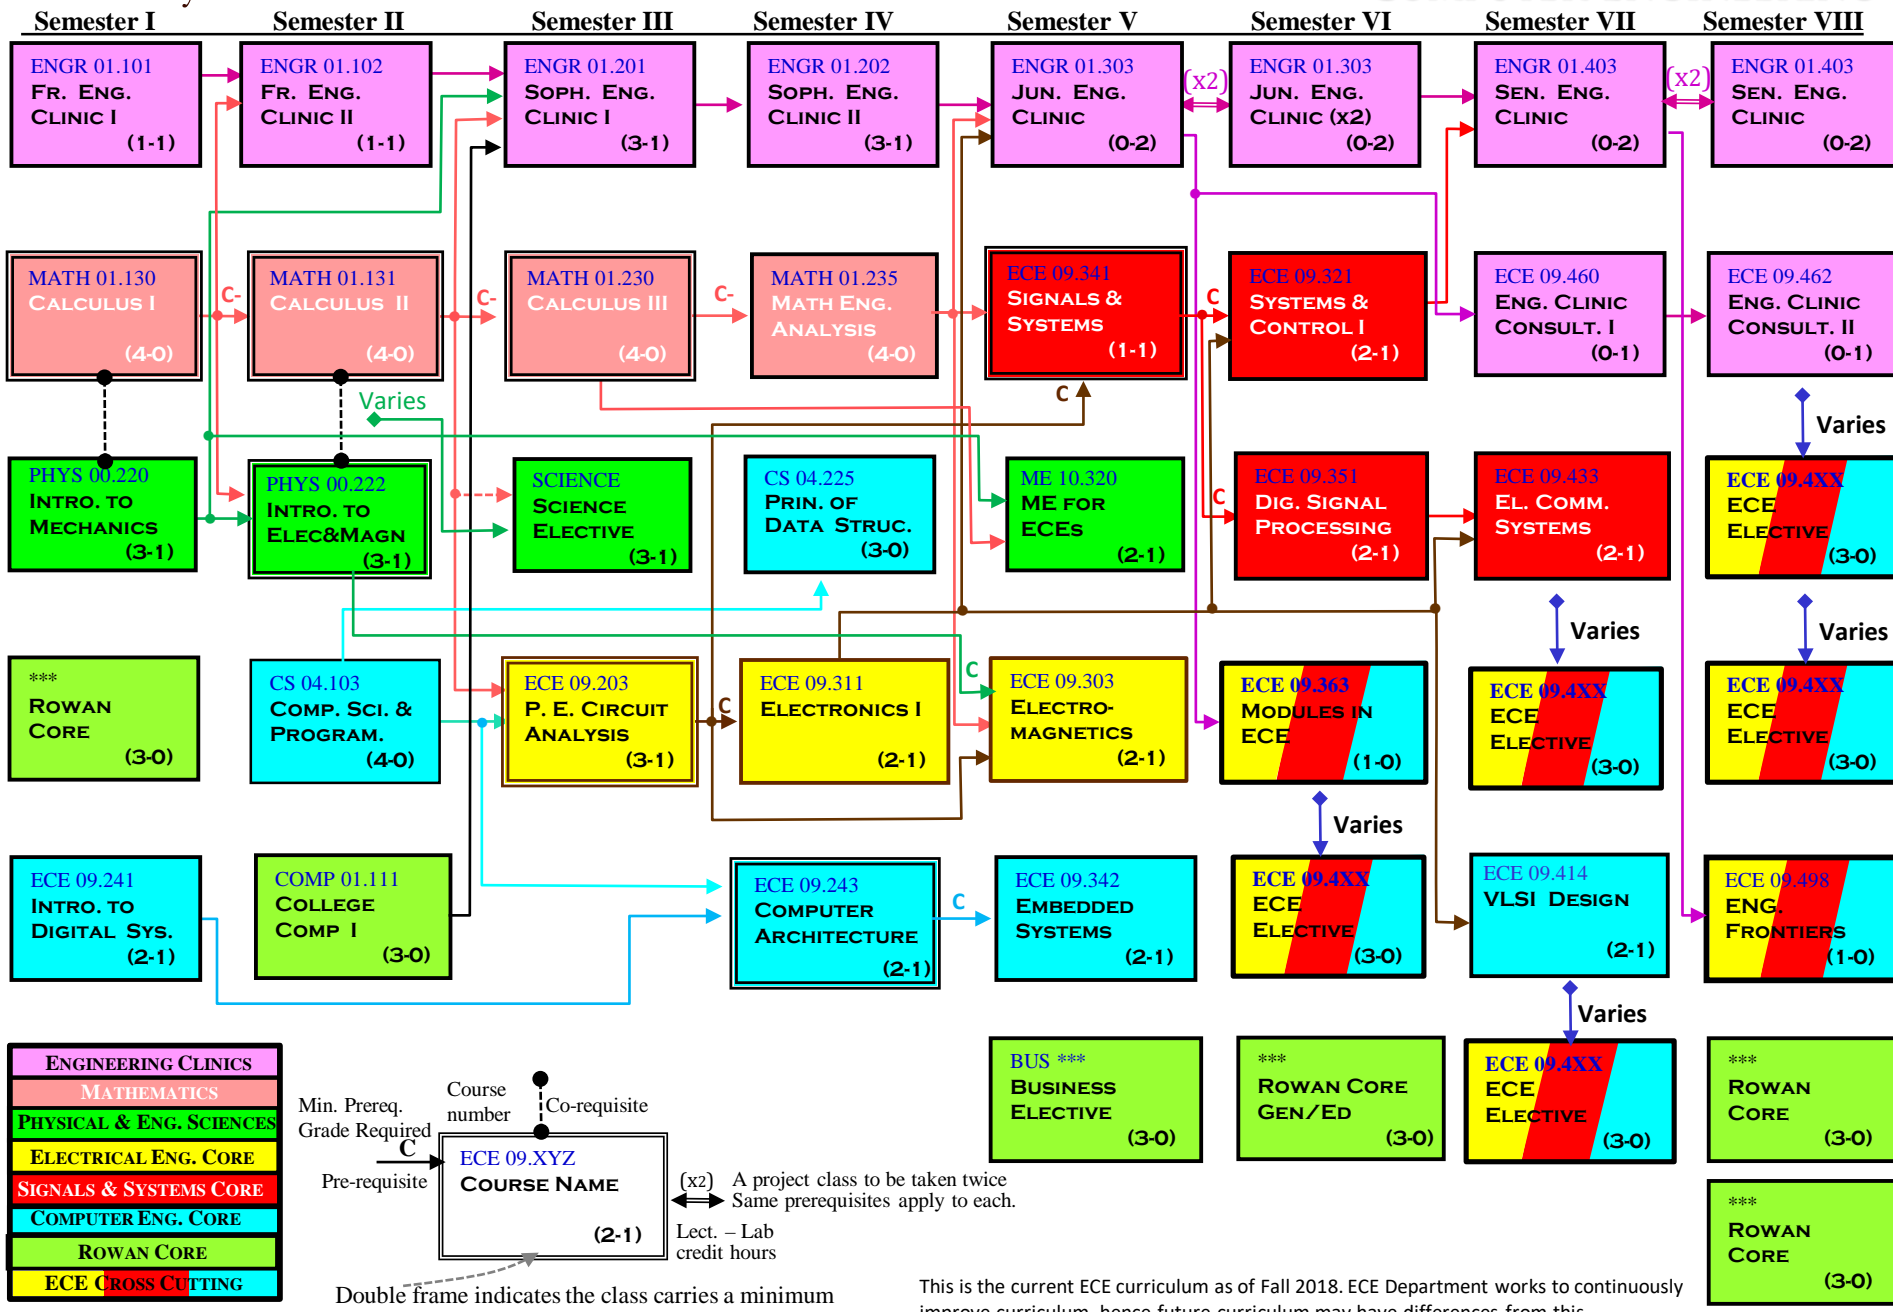 Semester I
Semester II
Semester III
Semester IV
Semester V
Semester VI
Semester VII
Semester VIII
ENGR 01.101
FR. ENG.
CLINIC I
(1-1)
ENGR 01.102
FR. ENG.
CLINIC II
(1-1)
ENGR 01.201
SOPH. ENG.
CLINIC I
(3-1)
ENGR 01.202
SOPH. ENG.
CLINIC II
(3-1)
ENGR 01.303
JUN. ENG.
CLINIC
(0-2)
(x2)
ENGR 01.303
JUN. ENG.
CLINIC (X2)
(0-2)
ENGR 01.403
SEN. ENG.
CLINIC
(0-2)
(x2)
ENGR 01.403
SEN. ENG.
CLINIC
(0-2)
MATH 01.130
CALCULUS I
(4-0)
C-
MATH 01.131
CALCULUS II
(4-0)
C-
MATH 01.230
CALCULUS III
(4-0)
C-
MATH 01.235
MATH ENG.
ANALYSIS
(4-0)
ECE 09.341
SIGNALS &
SYSTEMS
(1-1)
C
ECE 09.321
SYSTEMS &
CONTROL I
(2-1)
ECE 09.460
ENG. CLINIC
CONSULT. I
(0-1)
ECE 09.462
ENG. CLINIC
CONSULT. II
(0-1)
Varies
C
Varies
PHYS 00.220
INTRO. TO
MECHANICS
(3-1)
PHYS 00.222
INTRO. TO
ELEC&MAGN
(3-1)
SCIENCE
SCIENCE
ELECTIVE
(3-1)
CS 04.225
PRIN. OF
DATA STRUC.
(3-0)
ME 10.320
ME FOR
ECES
(2-1)
C
ECE 09.351
DIG. SIGNAL
PROCESSING
(2-1)
ECE 09.433
EL. COMM.
SYSTEMS
(2-1)
ECE 09.4XX
ECE
ELECTIVE
(3-0)
Varies
Varies
***
ROWAN
CORE
(3-0)
CS 04.103
COMP. SCI. &
PROGRAM.
(4-0)
ECE 09.203
P. E. CIRCUIT
ANALYSIS
(3-1)
C
ECE 09.311
ELECTRONICS I
(2-1)
C
ECE 09.303
ELECTRO-
MAGNETICS
(2-1)
ECE 09.363
MODULES IN
ECE
(1-0)
ECE 09.4XX
ECE
ELECTIVE
(3-0)
ECE 09.4XX
ECE
ELECTIVE
(3-0)
Varies
ECE 09.241
INTRO. TO
DIGITAL SYS.
(2-1)
COMP 01.111
COLLEGE
COMP I
(3-0)
ECE 09.243
COMPUTER
ARCHITECTURE
(2-1)
C
ECE 09.342
EMBEDDED
SYSTEMS
(2-1)
ECE 09.4XX
ECE
ELECTIVE
(3-0)
ECE 09.414
VLSI DESIGN
(2-1)
ECE 09.498
ENG.
FRONTIERS
(1-0)
Varies
BUS ***
BUSINESS
ELECTIVE
(3-0)
***
ROWAN CORE
GEN/ED
(3-0)
ECE 09.4XX
ECE
ELECTIVE
(3-0)
***
ROWAN
CORE
(3-0)
***
ROWAN
CORE
(3-0)
ENGINEERING CLINICS
MATHEMATICS
PHYSICAL & ENG. SCIENCES
ELECTRICAL ENG. CORE
SIGNALS & SYSTEMS CORE
COMPUTER ENG. CORE
ROWAN CORE
ECE CROSS CUTTING
Min. Prereq.
Grade Required
C
Pre-requisite
Course
number
Co-requisite
ECE 09.XYZ
COURSE NAME
(2-1)
(x2) A project class to be taken twice
Same prerequisites apply to each.
Lect. – Lab
credit hours
Double frame indicates the class carries a minimum
This is the current ECE curriculum as of Fall 2018. ECE Department works to continuously
improve curriculum, hence future curriculum may have differences from this